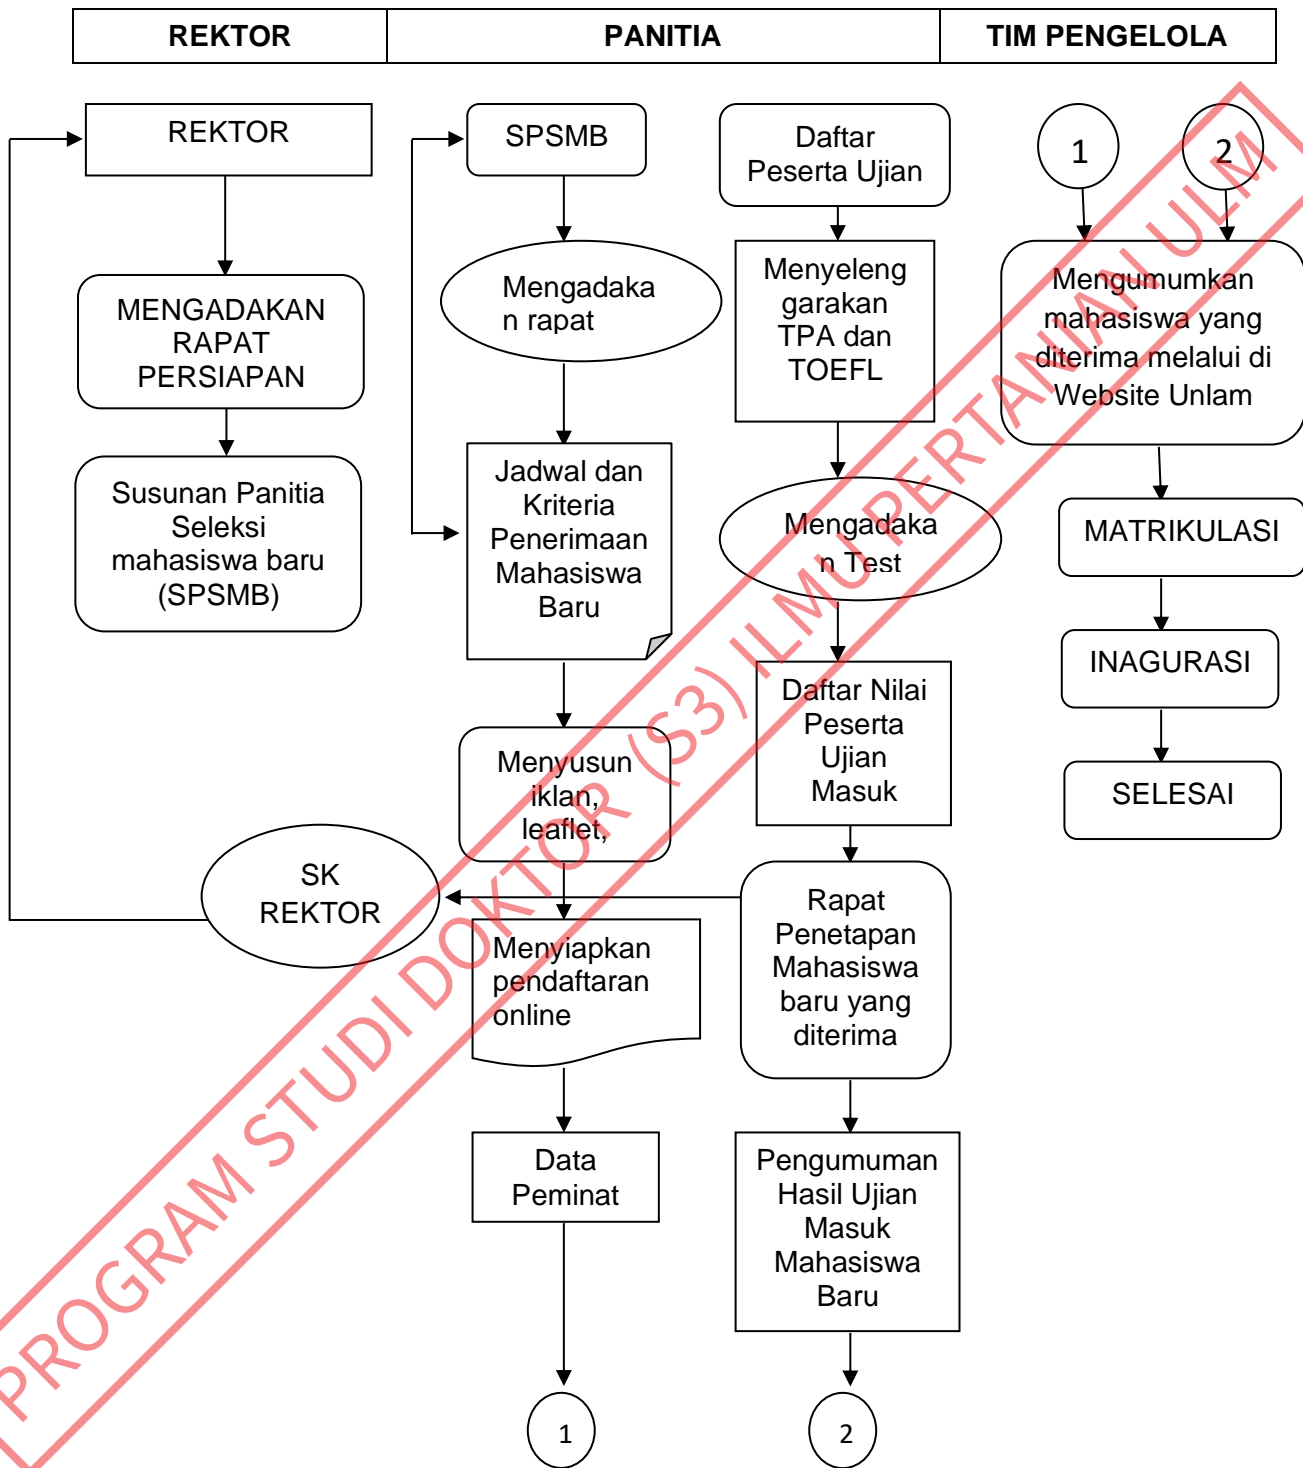 REKTOR
PANITIA
TIM PENGELOLA
REKTOR
MENGADAKAN
RAPAT
PERSIAPAN
Susunan Panitia
Seleksi
mahasiswa baru
(SPSMB)
SK
REKTOR
SPSMB
Mengadaka
n rapat
Jadwal dan
Kriteria
Penerimaan
Mahasiswa
Baru
Menyusun
iklan,
leaflet,
Menyiapkan
pendaftaran
online
Data
Peminat
1
Daftar
Peserta Ujian
Menyeleng
garakan
TPA dan
TOEFL
Mengadaka
n Test
Daftar Nilai
Peserta
Ujian
Masuk
Rapat
Penetapan
Mahasiswa
baru yang
diterima
Pengumuman
Hasil Ujian
Masuk
Mahasiswa
Baru
2
1
2
Mengumumkan
mahasiswa yang
diterima melalui di
Website Unlam
MATRIKULASI
INAGURASI
SELESAI
PROGRAM STUDI DOKTOR (S3) ILMU PERTANIAN ULM